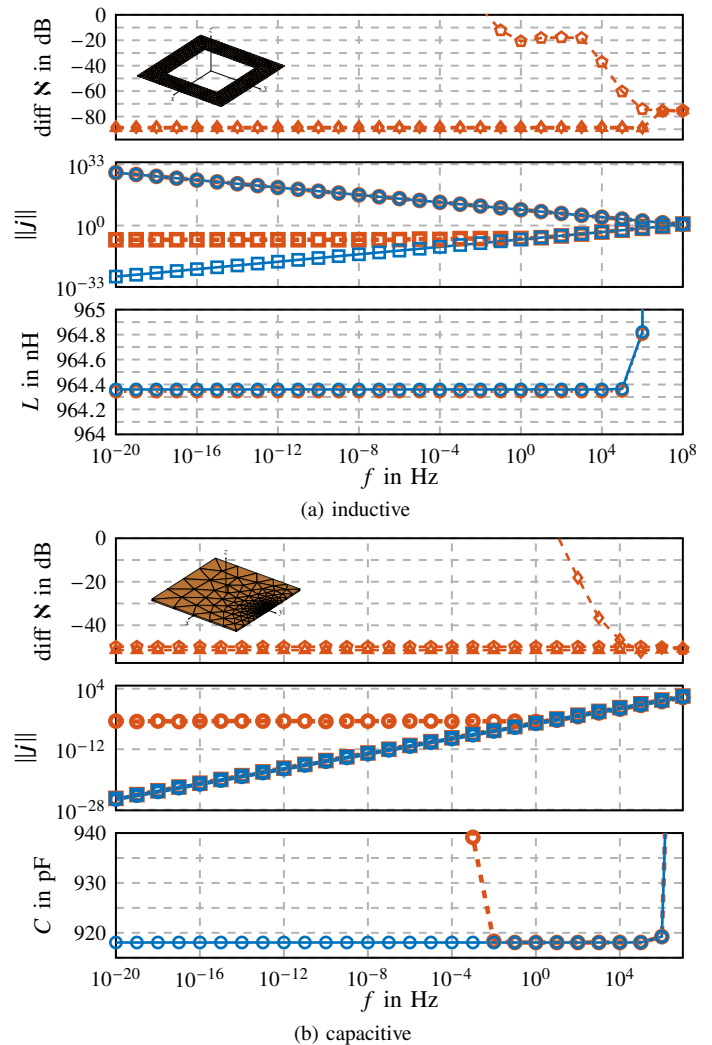 0
−20
−40
−60
−80
diff ℵ in dB
z
x
y
10^33
10^0
10^−33
||j||
965
964.8
964.6
964.4
964.2
964
L in nH
10^−20 10^−16 10^−12 10^−8 10^−4 10^0 10^4 10^8
f in Hz
(a) inductive
0
−20
−40
diff ℵ in dB
z
x
10^4
10^−12
10^−28
||j||
940
930
920
C in pF
10^−20 10^−16 10^−12 10^−8 10^−4 10^0 10^4
f in Hz
(b) capacitive